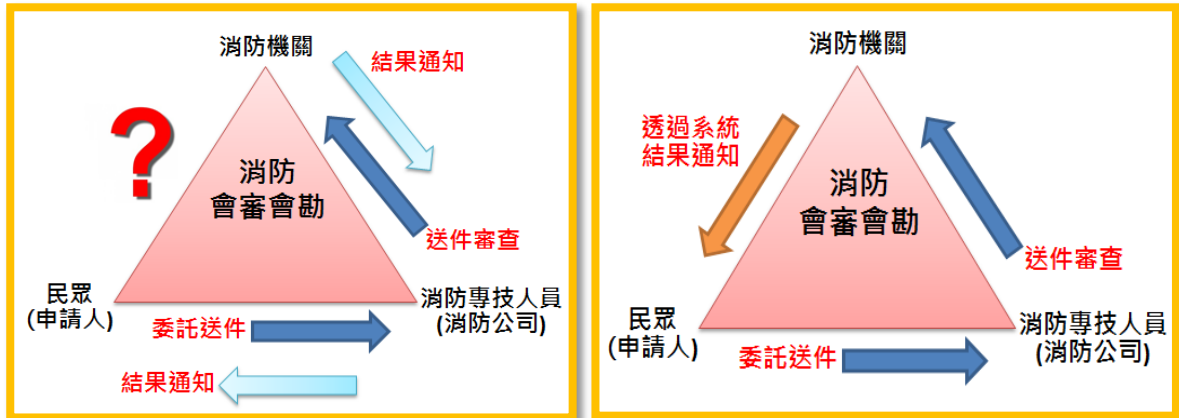 消防機關
結果通知
?
消防
會審會勘
送件審查
民眾
(申請人)
消防專技人員
(消防公司)
委託送件
結果通知
消防機關
透過系統
結果通知
消防
會審會勘
送件審查
民眾
(申請人)
消防專技人員
(消防公司)
委託送件